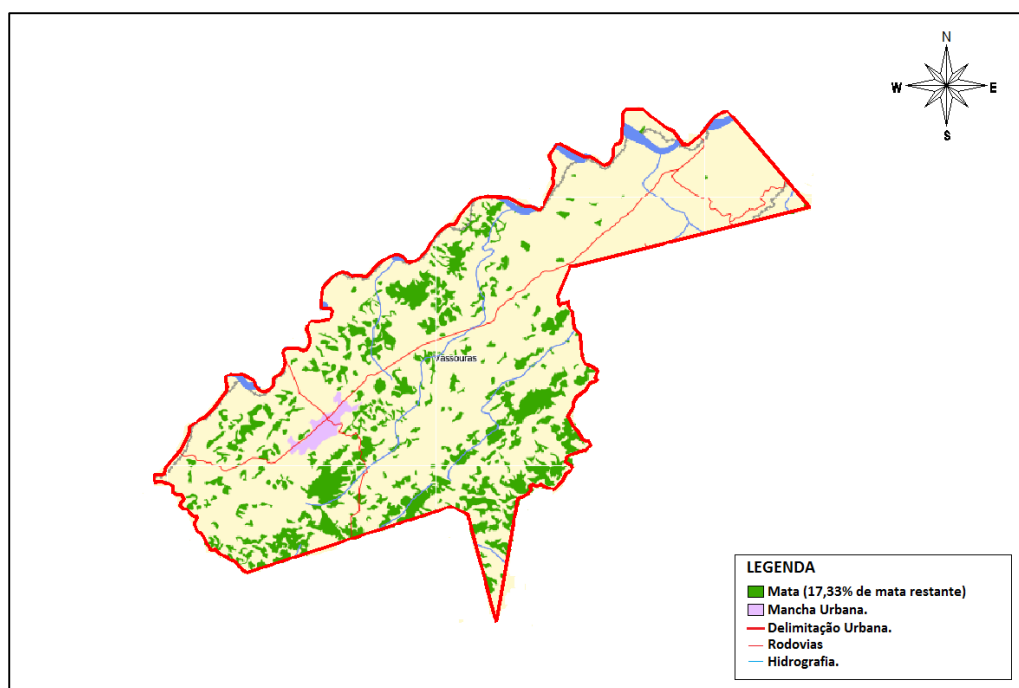 N
W E
S
Vassouras
LEGENDA
Mata (17,33% de mata restante)
Mancha Urbana.
Delimitação Urbana.
Rodovias
Hidrografia.